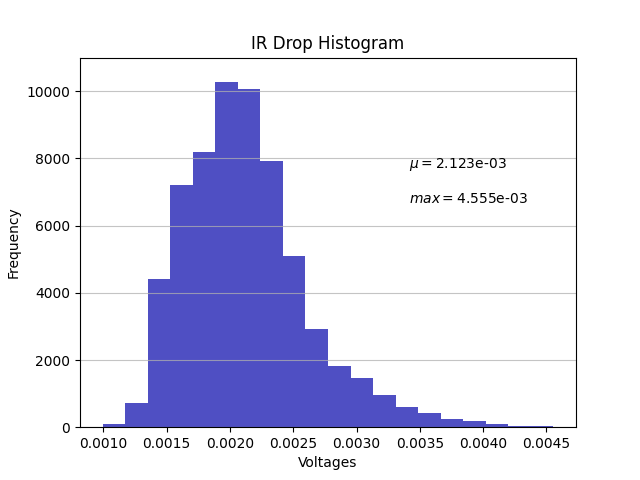 IR Drop Histogram
10000
8000
6000
4000
2000
0
Frequency
μ = 2.123e-03
max = 4.555e-03
0.0010 0.0015 0.0020 0.0025 0.0030 0.0035 0.0040 0.0045
Voltages